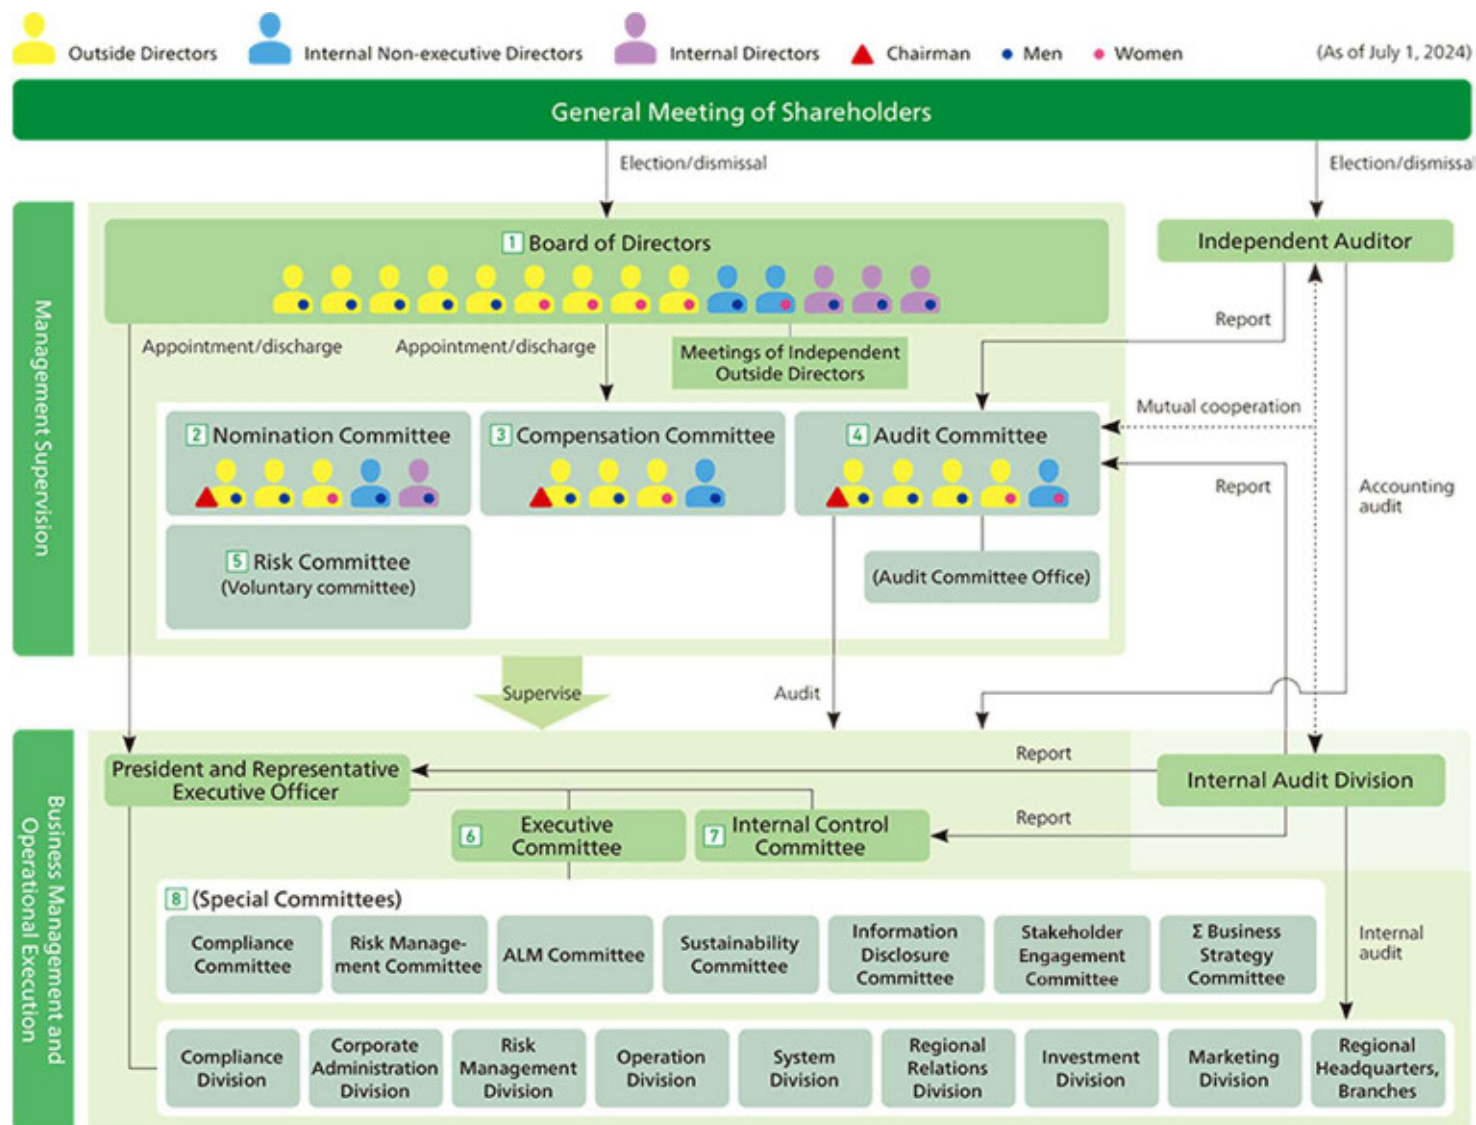 Outside Directors
Internal Non-executive Directors
Internal Directors
Chairman
Men
Women
(As of July 1, 2024)
General Meeting of Shareholders
Election/dismissal
Election/dismissal
Management Supervision
1 Board of Directors
Independent Auditor
Appointment/discharge
Appointment/discharge
Meetings of Independent
Outside Directors
Report
Mutual cooperation
2 Nomination Committee
3 Compensation Committee
4 Audit Committee
Report
Accounting
audit
5 Risk Committee
(Voluntary committee)
(Audit Committee Office)
Supervise
Audit
Business Management and
Operational Execution
President and Representative
Executive Officer
Report
Internal Audit Division
6 Executive
Committee
7 Internal Control
Committee
Report
8 (Special Committees)
Compliance
Committee
Risk Manage-
ment Committee
ALM Committee
Sustainability
Committee
Information
Disclosure
Committee
Stakeholder
Engagement
Committee
Σ Business
Strategy
Committee
Internal
audit
Compliance
Division
Corporate
Administration
Division
Risk
Management
Division
Operation
Division
System
Division
Regional
Relations
Division
Investment
Division
Marketing
Division
Regional
Headquarters,
Branches